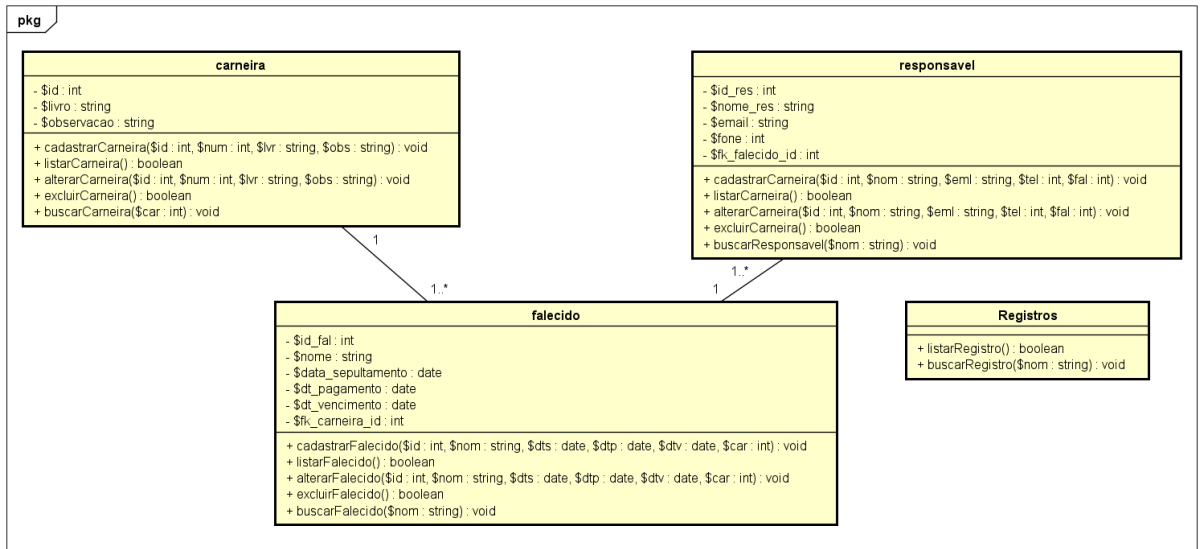 pkg
carneira
- $id : int
- $livro : string
- $observacao : string
+ cadastrarCarneira($id : int, $num : int, $lvr : string, $obs : string) : void
+ listarCarneira() : boolean
+ alterarCarneira($id : int, $num : int, $lvr : string, $obs : string) : void
+ excluirCarneira() : boolean
+ buscarCarneira($car : int) : void
responsavel
- $id_res : int
- $nome_res : string
- $email : string
- $fone : int
- $fk_falecido_id : int
+ cadastrarCarneira($id : int, $nom : string, $eml : string, $tel : int, $fal : int) : void
+ listarCarneira() : boolean
+ alterarCarneira($id : int, $nom : string, $eml : string, $tel : int, $fal : int) : void
+ excluirCarneira() : boolean
+ buscarResponsavel($nom : string) : void
1
1..*
1..*
1
falecido
- $id_fal : int
- $nome : string
- $data_sepultamento : date
- $dt_pagamento : date
- $dt_vencimento : date
- $fk_carneira_id : int
+ cadastrarFalecido($id : int, $nom : string, $dts : date, $dtp : date, $dtv : date, $car : int) : void
+ listarFalecido() : boolean
+ alterarFalecido($id : int, $nom : string, $dts : date, $dtp : date, $dtv : date, $car : int) : void
+ excluirFalecido() : boolean
+ buscarFalecido($nom : string) : void
Registros
+ listarRegistro() : boolean
+ buscarRegistro($nom : string) : void